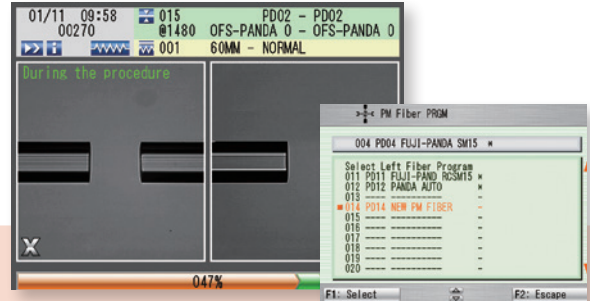 01/11 09:58 015 PD02 - PD02
00270 @1480 OFS-PANDA 0 - OFS-PANDA 0
001 60MM - NORMAL
During the procedure
X
047%
PM Fiber PRGM
004 PD04 FUJI-PANDA SM15 *
Select Left Fiber Program
011 PD11 FUJI-PAND RCSM15 *
012 PD12 PANDA AUTO *
013 ---- ---------- -
014 PD14 NEW PM FIBER -
015 ---- ---------- -
016 ---- ---------- -
017 ---- ---------- -
018 ---- ---------- -
019 ---- ---------- -
020 ---- ---------- -
F1: Select F2: Escape